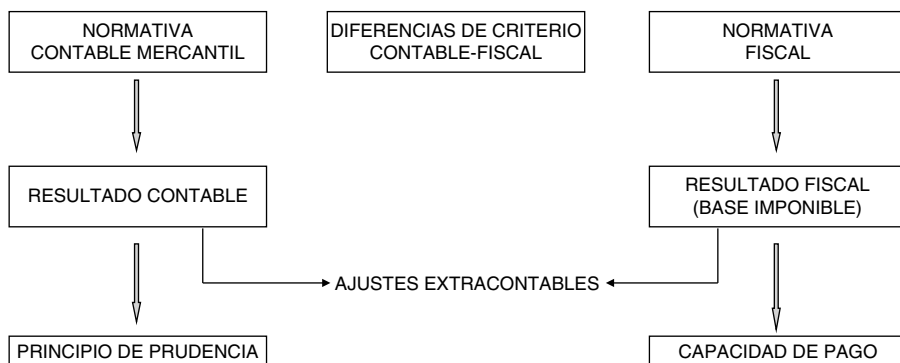 NORMATIVA
CONTABLE MERCANTIL
DIFERENCIAS DE CRITERIO
CONTABLE-FISCAL
NORMATIVA
FISCAL
RESULTADO CONTABLE
RESULTADO FISCAL
(BASE IMPONIBLE)
AJUSTES EXTRACONTABLES
PRINCIPIO DE PRUDENCIA
CAPACIDAD DE PAGO